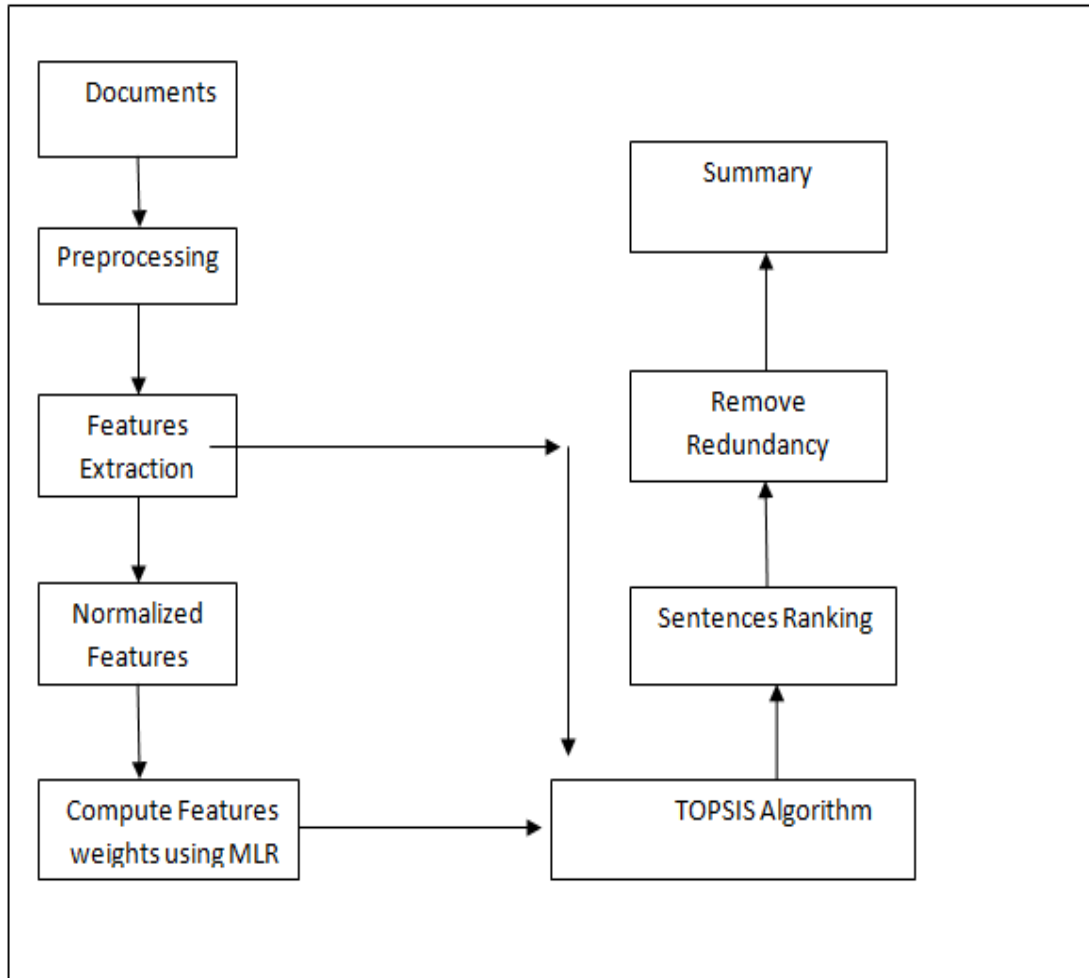 Documents
Preprocessing
Features
Extraction
Normalized
Features
Compute Features
weights using MLR
TOPSIS Algorithm
Sentences Ranking
Remove
Redundancy
Summary